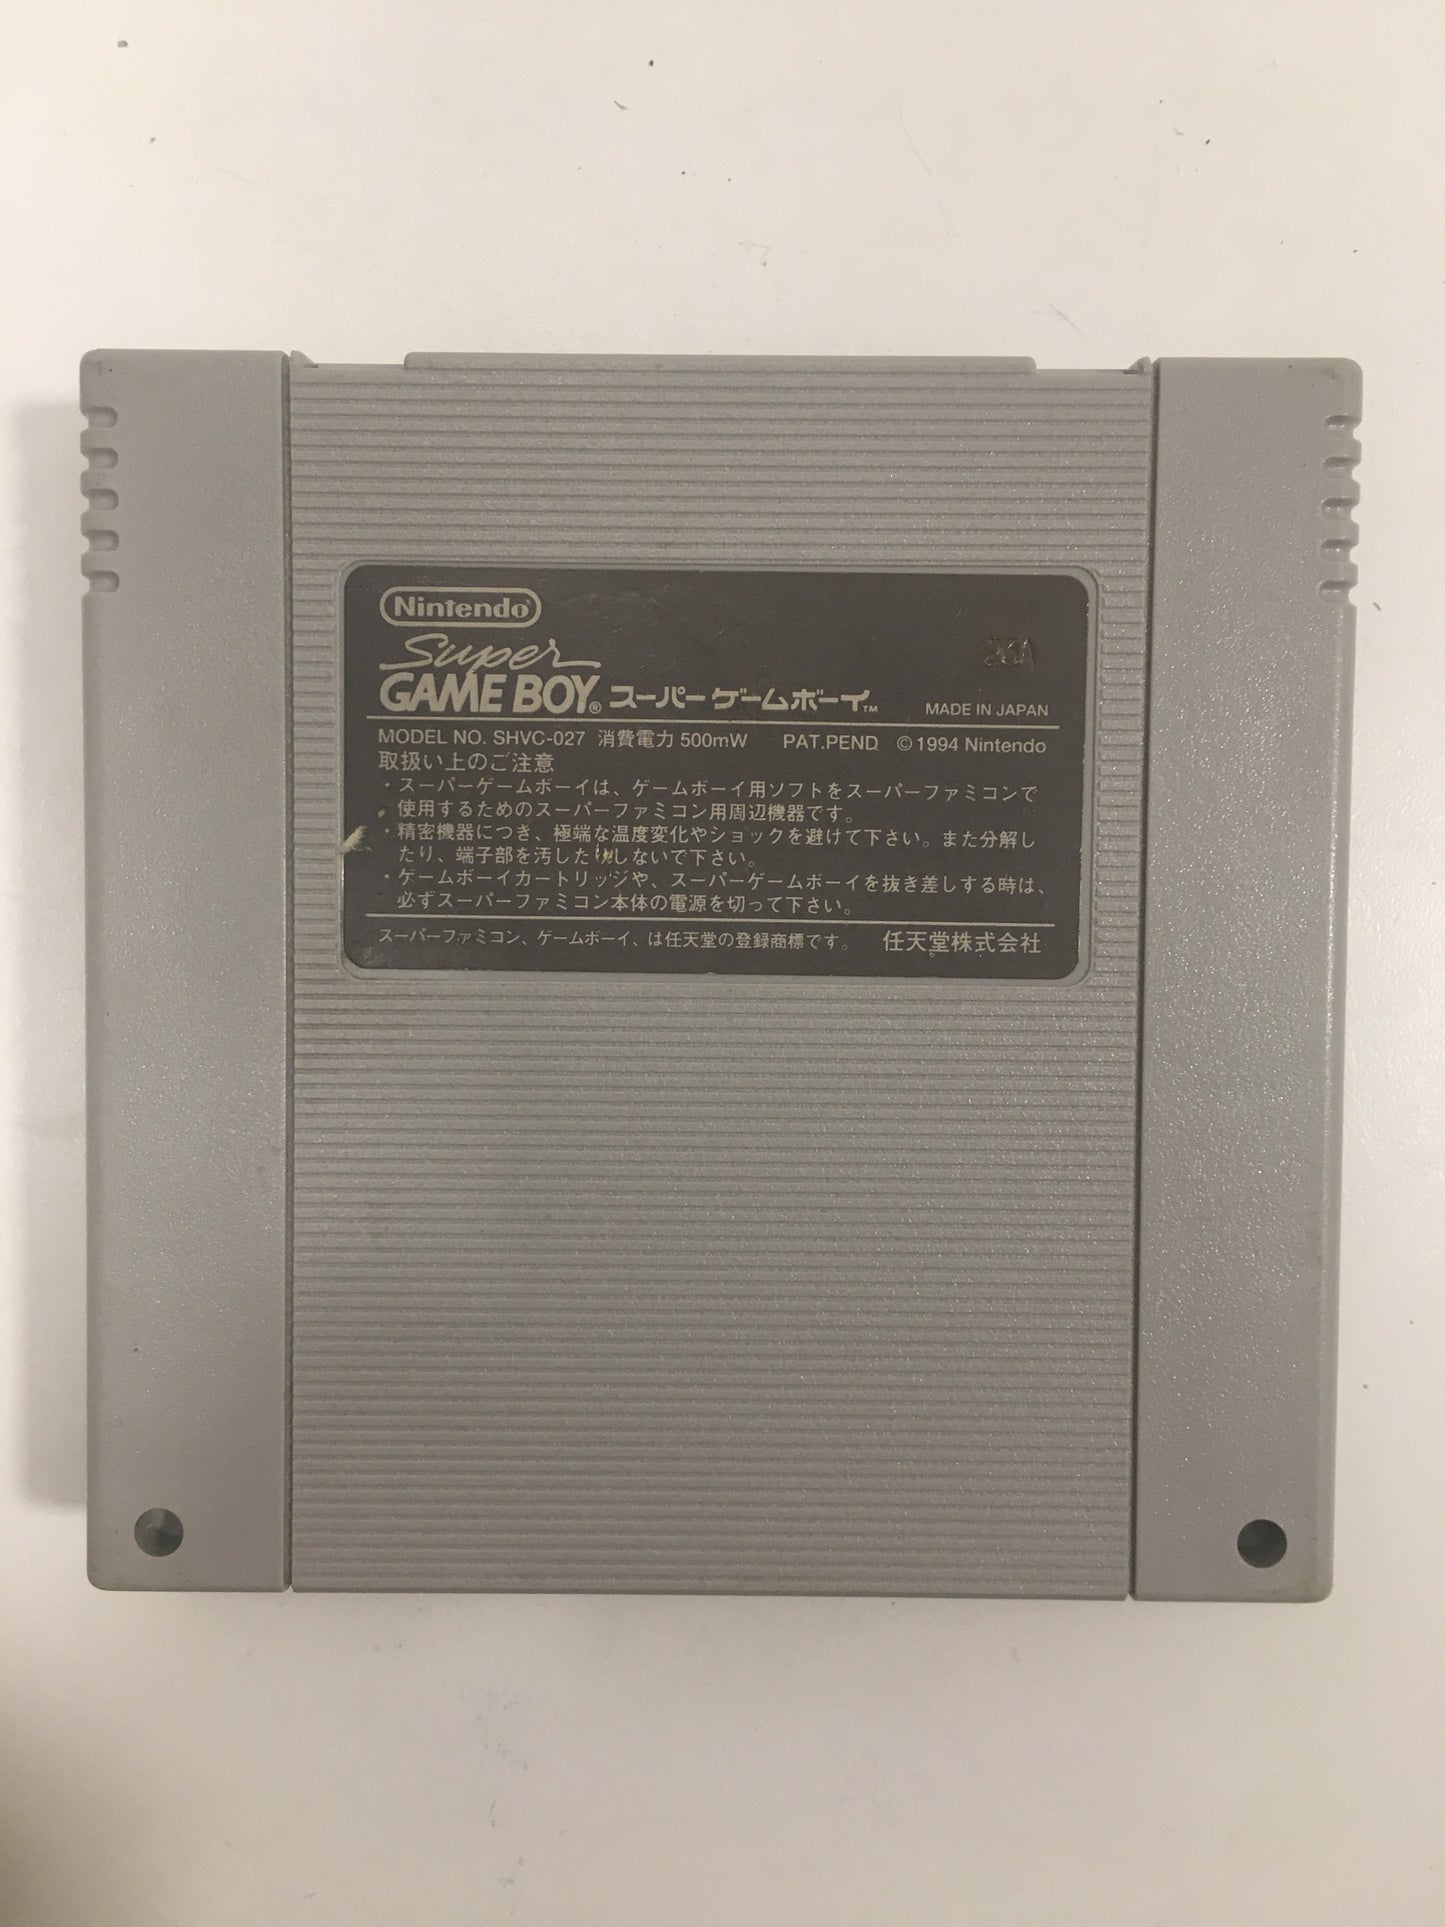 Nintendo®
Super
GAME BOY® スーパーゲームボーイ™ MADE IN JAPAN
MODEL NO. SHVC-027 消費電力 500mW PAT.PEND ©1994 Nintendo
取扱い上のご注意
・スーパーゲームボーイは、ゲームボーイ用ソフトをスーパーファミコンで
使用するためのスーパーファミコン用周辺機器です。
・精密機器につき、極端な温度変化やショックを避けて下さい。また分解し
たり、端子部を汚したりしないで下さい。
・ゲームボーイカートリッジや、スーパーゲームボーイを抜き差しする時は、
必ずスーパーファミコン本体の電源を切って下さい。
スーパーファミコン、ゲームボーイ、は任天堂の登録商標です。 任天堂株式会社